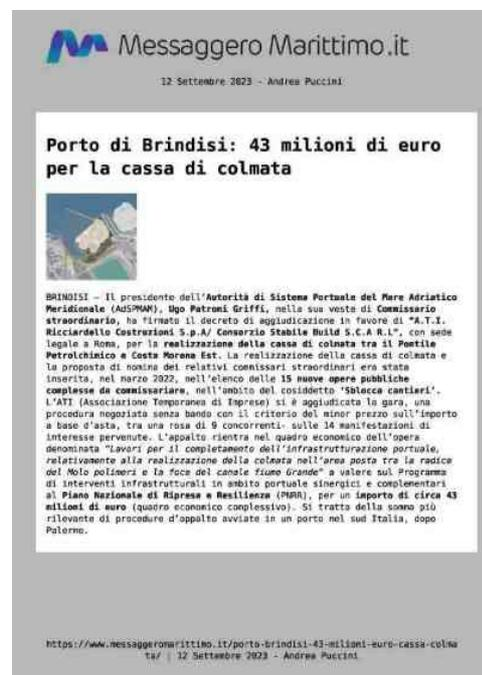 Messaggero Marittimo.it
12 Settembre 2023 - Andrea Puccini
Porto di Brindisi: 43 milioni di euro
per la cassa di colmata
BRINDISI – Il presidente dell'Autorità di Sistema Portuale del Mare Adriatico
Meridionale (AdSPMAM), Ugo Patroni Griffi, nella sua veste di Commissario
straordinario, ha firmato il decreto di aggiudicazione in favore di "A.T.I.
Ricciardello Costruzioni S.p.A/ Consorzio Stabile Build S.C.A R.L", con sede
legale a Roma, per la realizzazione della cassa di colmata tra il Pontile
Petrolchimico e Costa Morena Est. La realizzazione della cassa di colmata e
la proposta di nomina dei relativi commissari straordinari era stata
inserita, nel marzo 2022, nell'elenco delle 15 nuove opere pubbliche
complesse da commissariare, nell'ambito del cosiddetto 'Sblocca cantieri'.
L'ATI (Associazione Temporanea di Imprese) si è aggiudicata la gara, una
procedura negoziata senza bando con il criterio del minor prezzo sull'importo
a base d'asta, tra una rosa di 9 concorrenti- sulle 14 manifestazioni di
interesse pervenute. L'appalto rientra nel quadro economico dell'opera
denominata "Lavori per il completamento dell'infrastrutturazione portuale,
relativamente alla realizzazione della colmata nell'area posta tra la radice
del Molo polimeri e la foce del canale fiume Grande" a valere sul Programma
di interventi infrastrutturali in ambito portuale sinergici e complementari
al Piano Nazionale di Ripresa e Resilienza (PNRR), per un importo di circa 43
milioni di euro (quadro economico complessivo). Si tratta della somma più
rilevante di procedure d'appalto avviate in un porto nel sud Italia, dopo
Palermo.
https://www.messaggeromarittimo.it/porto-brindisi-43-milioni-euro-cassa-colma
ta/ | 12 Settembre 2023 - Andrea Puccini